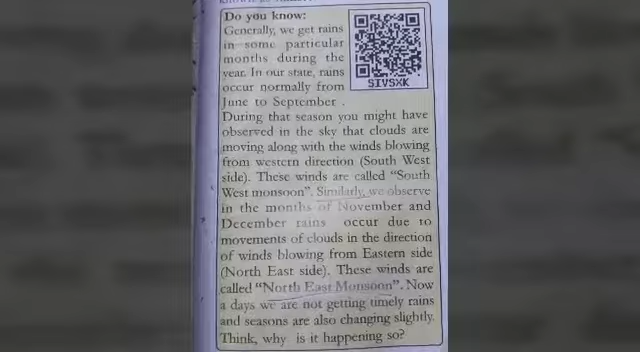 Do you know:
Generally, we get rains
in some particular
months during the
year. In our state, rains
occur normally from
June to September .
SIVSXK
During that season you might have
observed in the sky that clouds are
moving along with the winds blowing
from western direction (South West
side). These winds are called “South
West monsoon”. Similarly, we observe
in the months of November and
December rains occur due to
movements of clouds in the direction
of winds blowing from Eastern side
(North East side). These winds are
called “North East Monsoon”. Now
a days we are not getting timely rains
and seasons are also changing slightly.
Think, why is it happening so?